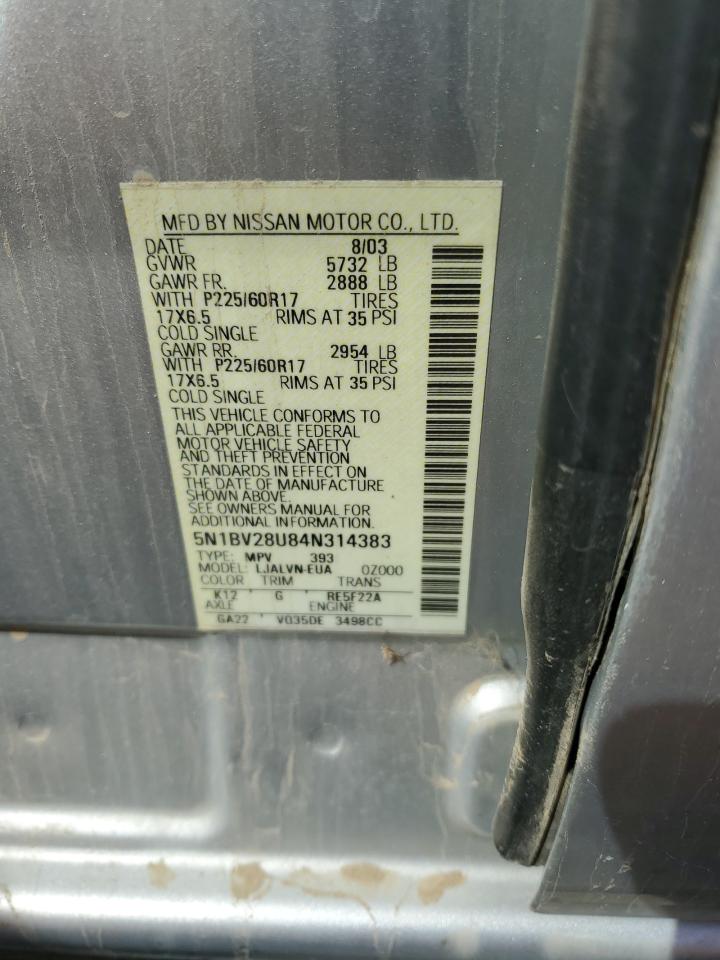 MFD BY NISSAN MOTOR CO., LTD.
DATE 8/03
GVWR 5732 LB
GAWR FR. 2888 LB
WITH P225/60R17 TIRES
17X6.5 RIMS AT 35 PSI
COLD SINGLE
GAWR RR. 2954 LB
WITH P225/60R17 TIRES
17X6.5 RIMS AT 35 PSI
COLD SINGLE
THIS VEHICLE CONFORMS TO
ALL APPLICABLE FEDERAL
MOTOR VEHICLE SAFETY
AND THEFT PREVENTION
STANDARDS IN EFFECT ON
THE DATE OF MANUFACTURE
SHOWN ABOVE.
SEE OWNERS MANUAL FOR
ADDITIONAL INFORMATION
5N1BV28U84N314383
TYPE: MPV 393
MODEL: LJALVN-EUA 0Z000
COLOR TRIM TRANS
K12 G RE5F22A
AXLE ENGINE
GA22 VQ35DE 3498CC